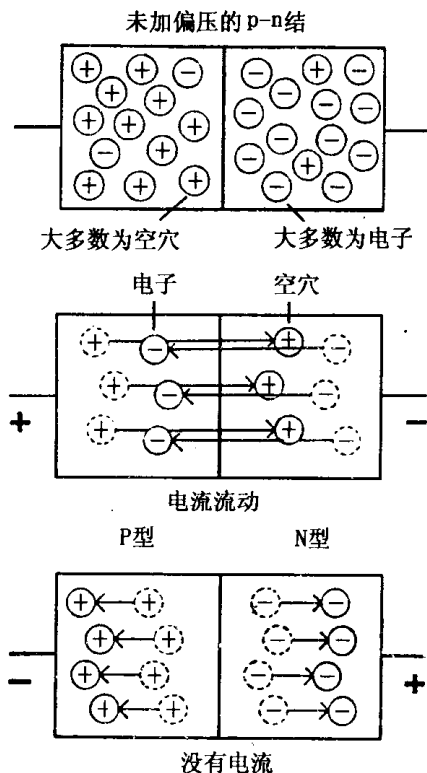 未加偏压的p-n结
大多数为空穴 大多数为电子
电子 空穴
+ −
电流流动
P型 N型
− +
没有电流